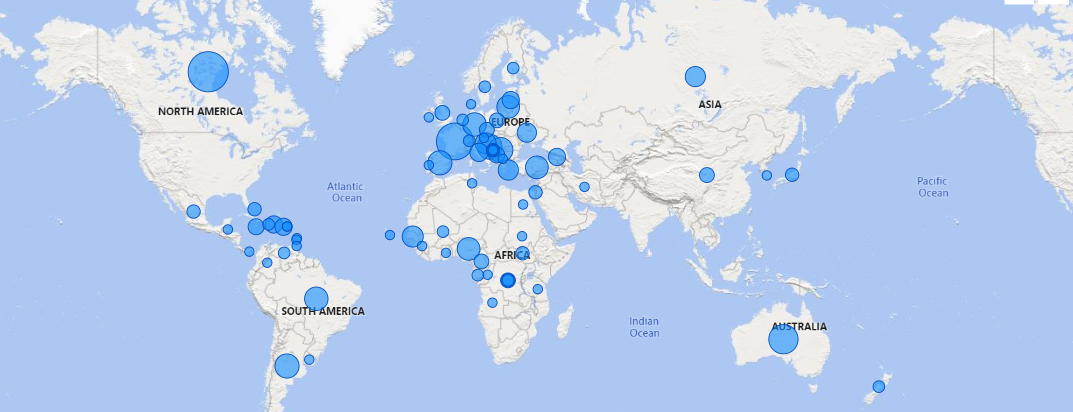 NORTH AMERICA
ASIA
EUROPE
Atlantic
Ocean
Pacific
Ocean
AFRICA
SOUTH AMERICA
Indian
Ocean
AUSTRALIA